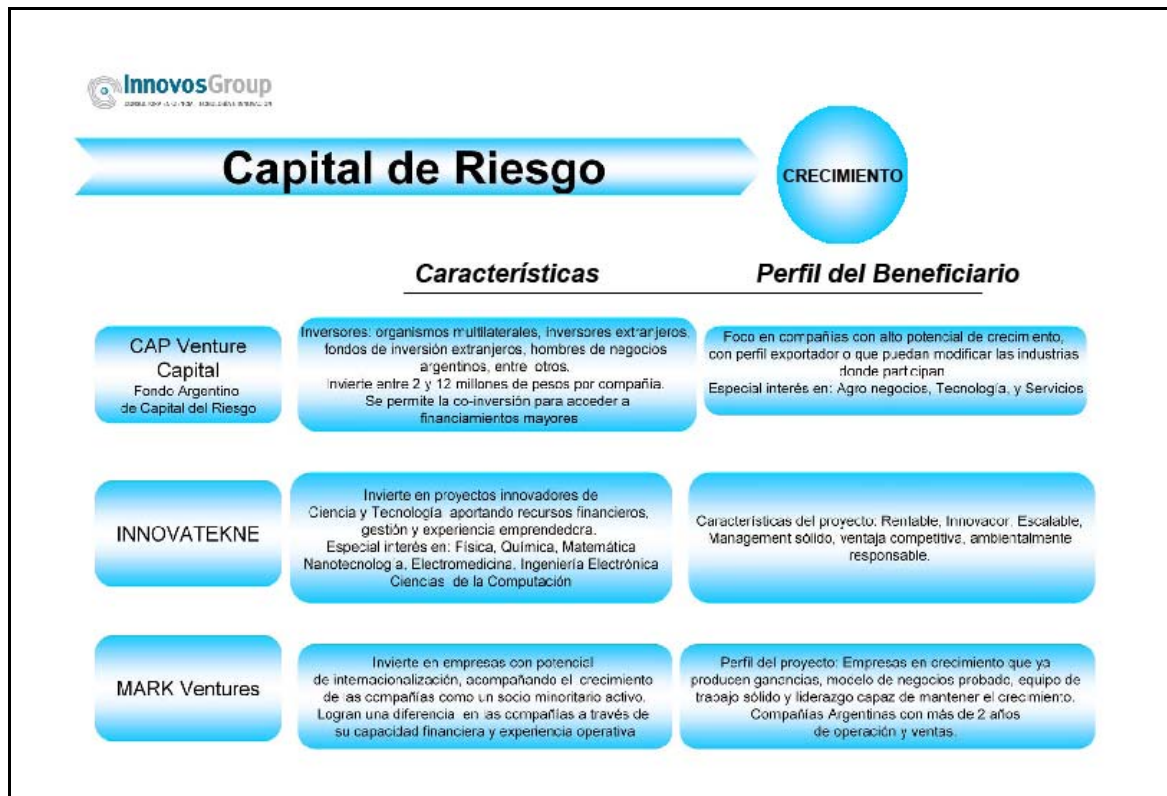 InnovosGroup
Capital de Riesgo
CRECIMIENTO
Características
Perfil del Beneficiario
CAP Venture
Capital
Fondo Argentino
de Capital del Riesgo
Inversores: organismos multilaterales, inversores extranjeros,
fondos de inversión extranjeros, hombres de negocios
argentinos, entre otros.
Invierte entre 2 y 12 millones de pesos por compañía.
Se permite la co-inversión para acceder a
financiamientos mayores
Foco en compañías con alto potencial de crecimiento,
con perfil exportador o que puedan modificar las industrias
donde participan
Especial interés en: Agro negocios, Tecnología, y Servicios
INNOVATEKNE
Invierte en proyectos innovadores de
Ciencia y Tecnología aportando recursos financieros,
gestión y experiencia emprendedora.
Especial interés en: Física, Química, Matemática
Nanotecnología, Electromedicina, Ingeniería Electrónica
Ciencias de la Computación
Características del proyecto: Rentable, Innovador, Escalable,
Management sólido, ventaja competitiva, ambientalmente
responsable.
MARK Ventures
Invierte en empresas con potencial
de internacionalización, acompañando el crecimiento
de las compañías como un socio minoritario activo.
Logran una diferencia en las compañías a través de
su capacidad financiera y experiencia operativa
Perfil del proyecto: Empresas en crecimiento que ya
producen ganancias, modelo de negocios probado, equipo de
trabajo sólido y liderazgo capaz de mantener el crecimiento.
Compañías Argentinas con más de 2 años
de operación y ventas.